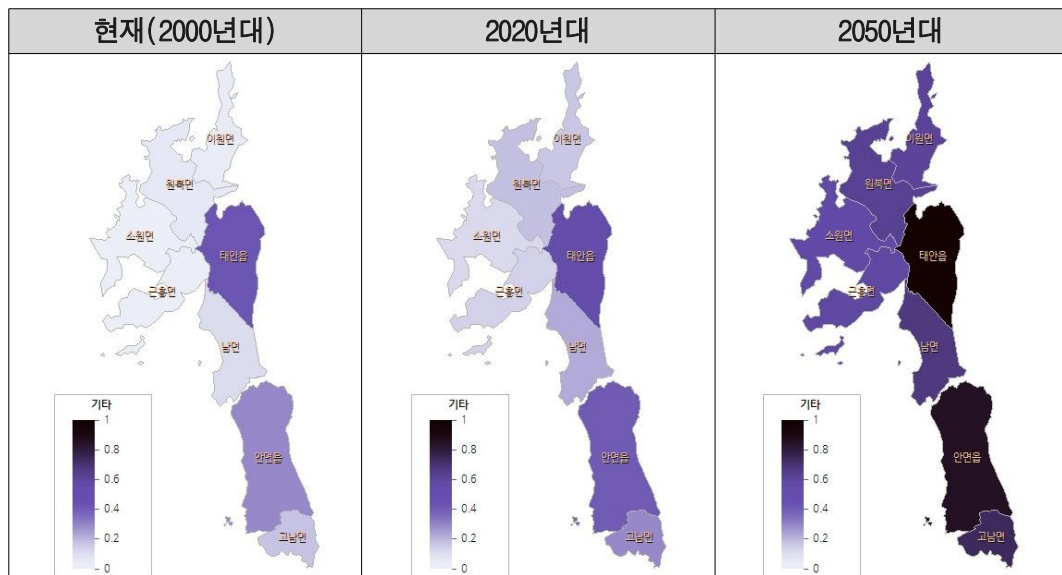 현재(2000년대)
2020년대
2050년대
이원면
원북면
소원면
태안읍
근흥면
남면
안면읍
고남면
기타
1
0.8
0.6
0.4
0.2
0
이원면
원북면
소원면
태안읍
근흥면
남면
안면읍
고남면
기타
1
0.8
0.6
0.4
0.2
0
이원면
원북면
소원면
태안읍
근흥면
남면
안면읍
고남면
기타
1
0.8
0.6
0.4
0.2
0